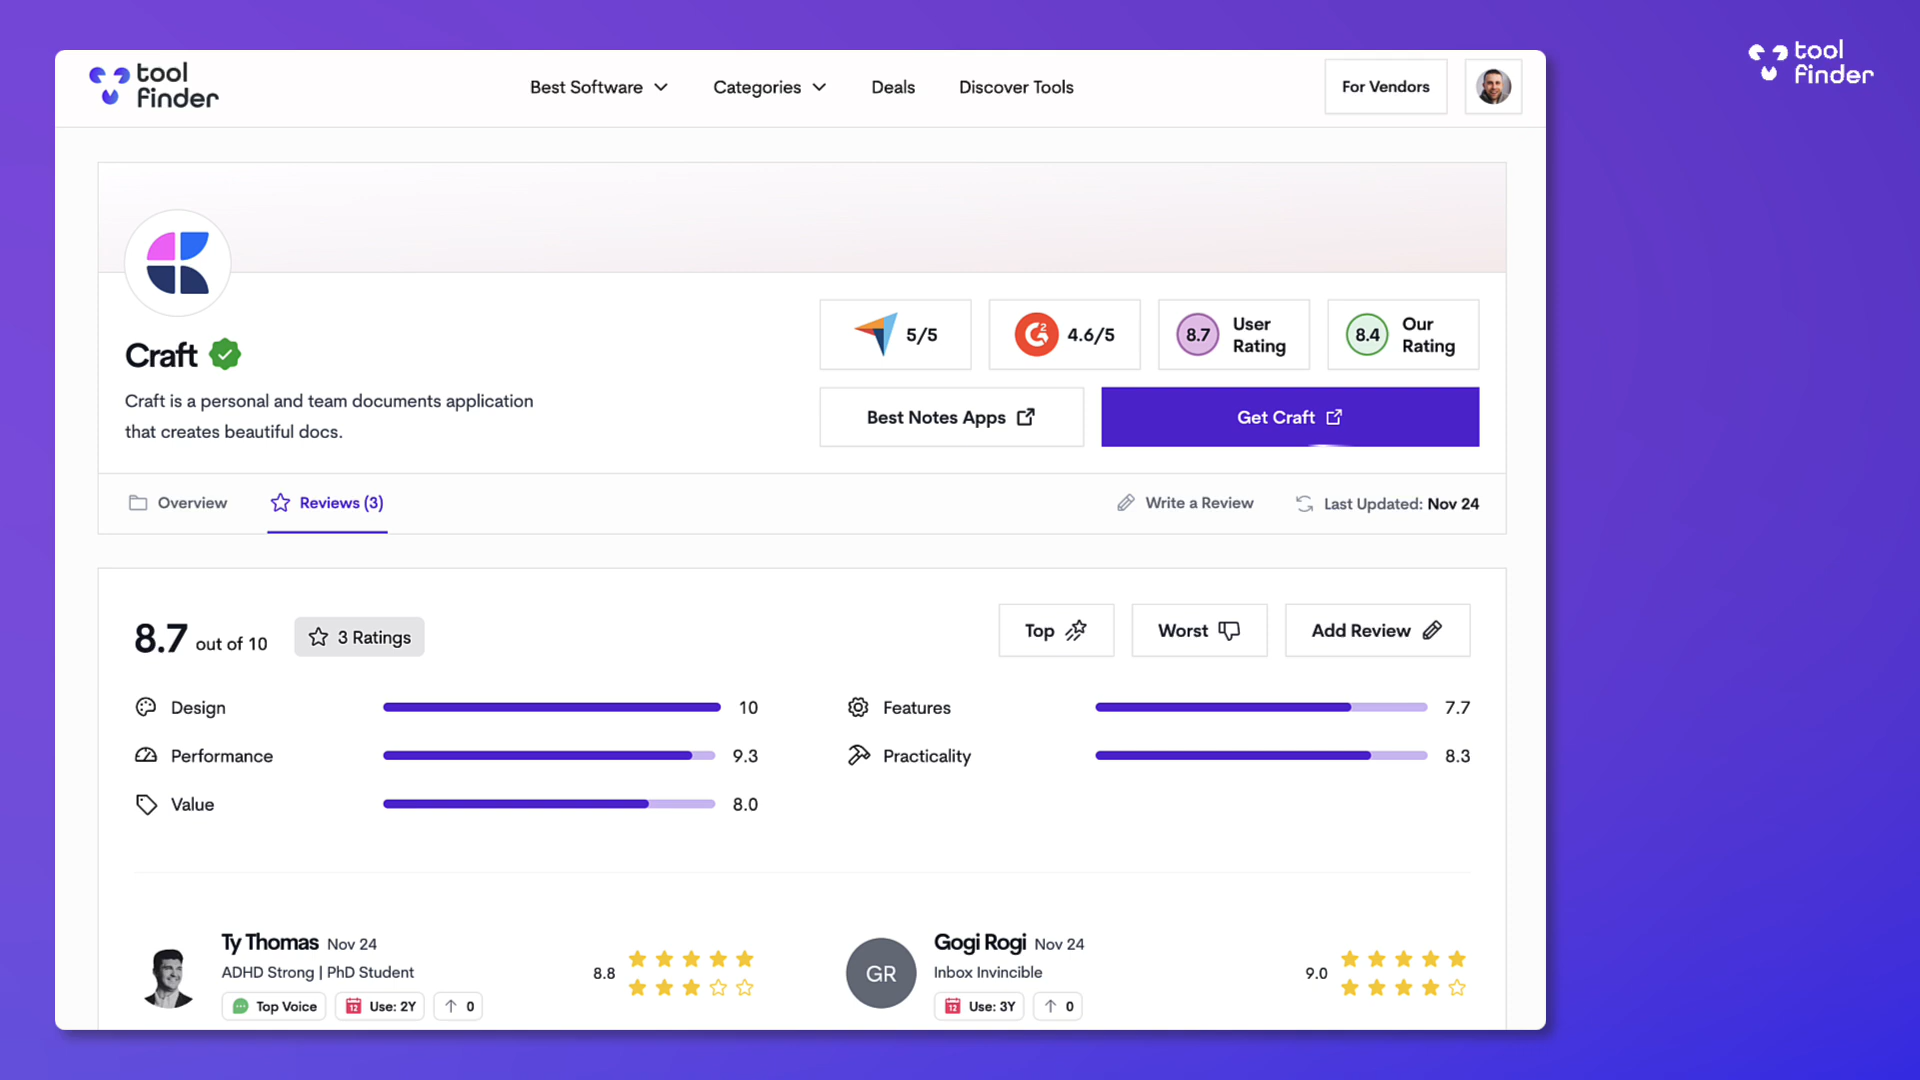 tool
finder
Best Software
Categories
Deals
Discover Tools
For Vendors
tool
finder
Craft
Craft is a personal and team documents application
that creates beautiful docs.
5/5
G2
4.6/5
8.7
User
Rating
8.4
Our
Rating
Best Notes Apps
Get Craft
Overview
Reviews (3)
Write a Review
Last Updated: Nov 24
8.7 out of 10
3 Ratings
Top
Worst
Add Review
Design
10
Features
7.7
Performance
9.3
Practicality
8.3
Value
8.0
Ty Thomas Nov 24
ADHD Strong | PhD Student
Top Voice
12
Use: 2Y
0
8.8
GR
Gogi Rogi Nov 24
Inbox Invincible
12
Use: 3Y
0
9.0